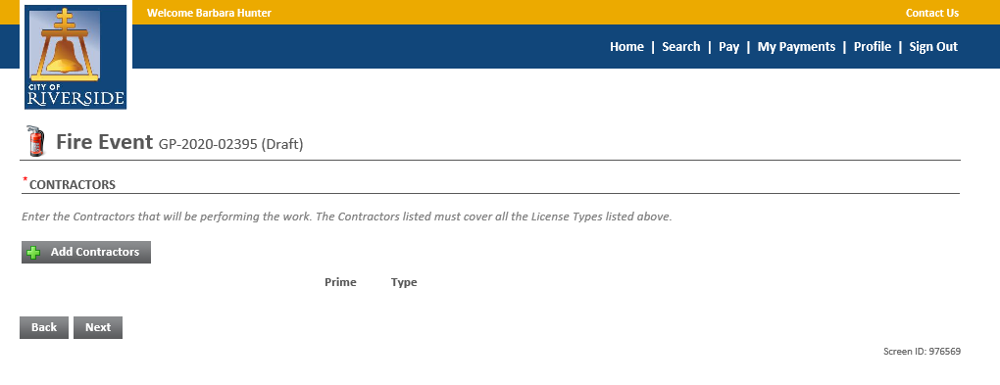 Welcome Barbara Hunter
Contact Us
Home | Search | Pay | My Payments | Profile | Sign Out
CITY OF
RIVERSIDE
Fire Event GP-2020-02395 (Draft)
*CONTRACTORS
Enter the Contractors that will be performing the work. The Contractors listed must cover all the License Types listed above.
Add Contractors
Prime Type
Back Next
Screen ID: 976569